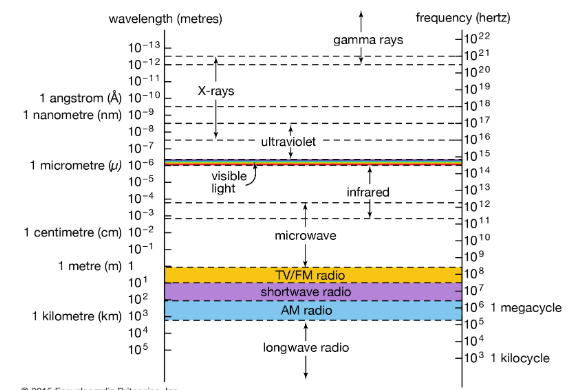 wavelength (metres)
frequency (hertz)
gamma rays
10⁻¹³
10⁻¹²
10⁻¹¹
1 angstrom (Å) 10⁻¹⁰
1 nanometre (nm) 10⁻⁹
10⁻⁸
10⁻⁷
1 micrometre (μ) 10⁻⁶
10⁻⁵
10⁻⁴
10⁻³
1 centimetre (cm) 10⁻²
10⁻¹
1 metre (m) 1
10¹
10²
1 kilometre (km) 10³
10⁴
10⁵
X-rays
ultraviolet
visible
light
infrared
microwave
TV/FM radio
shortwave radio
AM radio
longwave radio
10²²
10²¹
10²⁰
10¹⁹
10¹⁸
10¹⁷
10¹⁶
10¹⁵
10¹⁴
10¹³
10¹²
10¹¹
10¹⁰
10⁹
10⁸
10⁷
10⁶ 1 megacycle
10⁵
10⁴
10³ 1 kilocycle